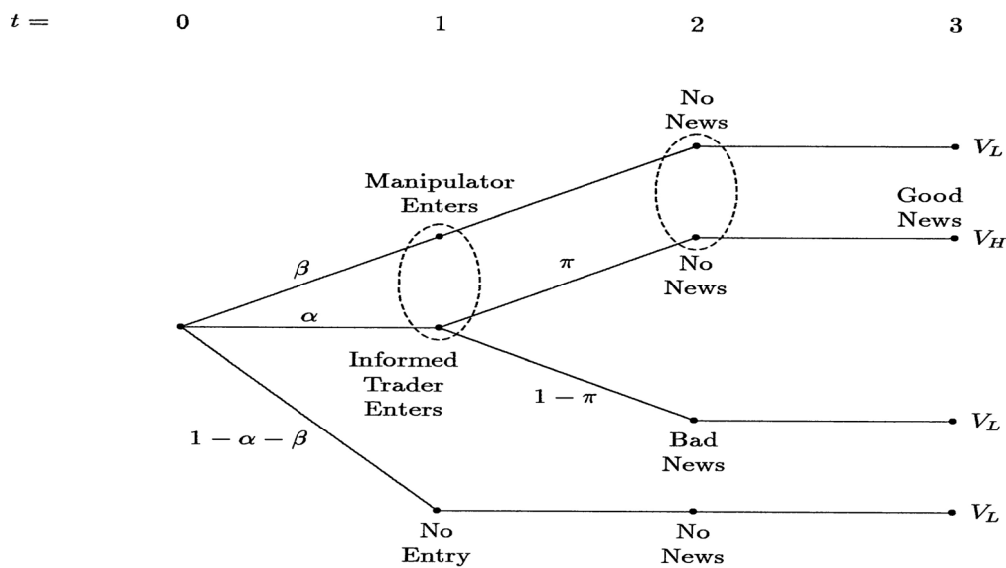 t = 0 1 2 3
No
News
V_L
Manipulator
Enters
Good
News
V_H
β
π
No
News
α
Informed
Trader
Enters
1 − π
V_L
1 − α − β
Bad
News
V_L
No
Entry
No
News